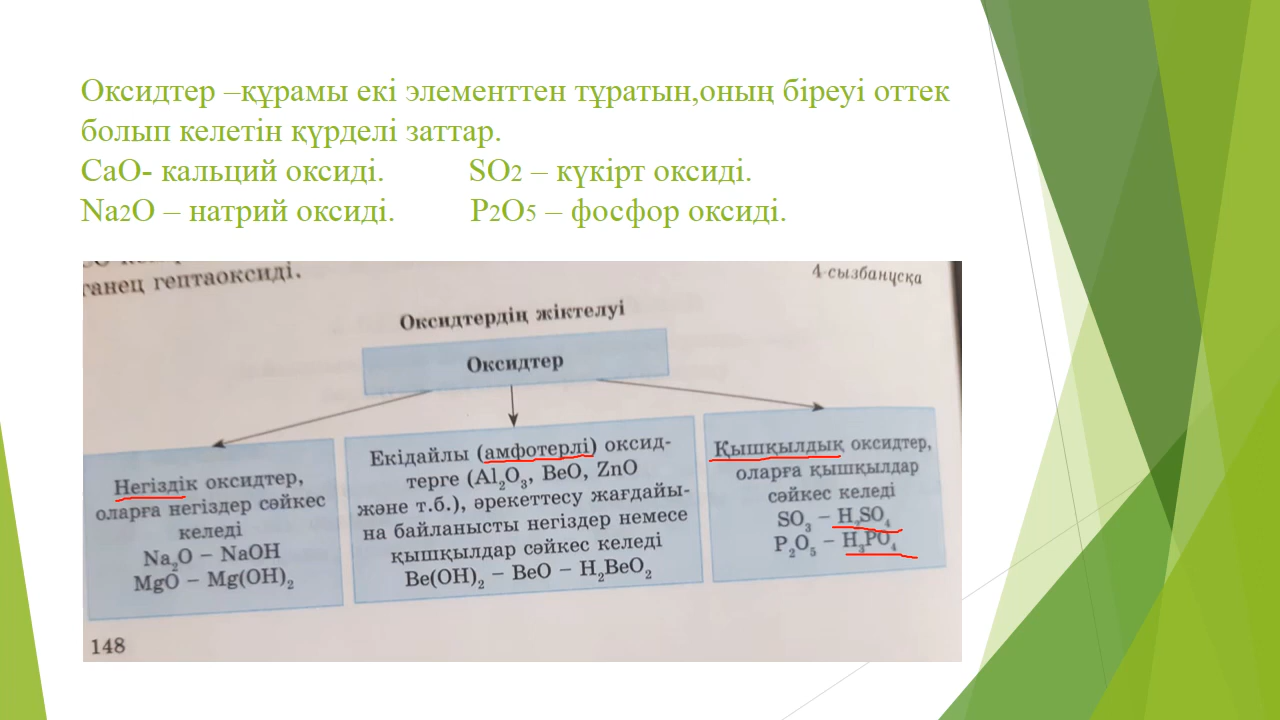 Оксидтер –құрамы екі элементтен тұратын,оның біреуі оттек
болып келетін күрделі заттар.
CaO- кальций оксиді. SO2 – күкірт оксиді.
Na2O – натрий оксиді. P2O5 – фосфор оксиді.
ганец гептаоксиді.
4-сызбанұсқа
Оксидтердің жіктелуі
Оксидтер
Негіздік оксидтер,
оларға негіздер сәйкес
келеді
Na₂O – NaOH
MgO – Mg(OH)₂
Екідайлы (амфотерлі) оксид-
терге (Al₂O₃, BeO, ZnO
және т.б.), әрекеттесу жағдайы-
на байланысты негіздер немесе
қышқылдар сәйкес келеді
Be(OH)₂ – BeO – H₂BeO₂
Қышқылдық оксидтер,
оларға қышқылдар
сәйкес келеді
SO₃ – H₂SO₄
P₂O₅ – H₃PO₄
148